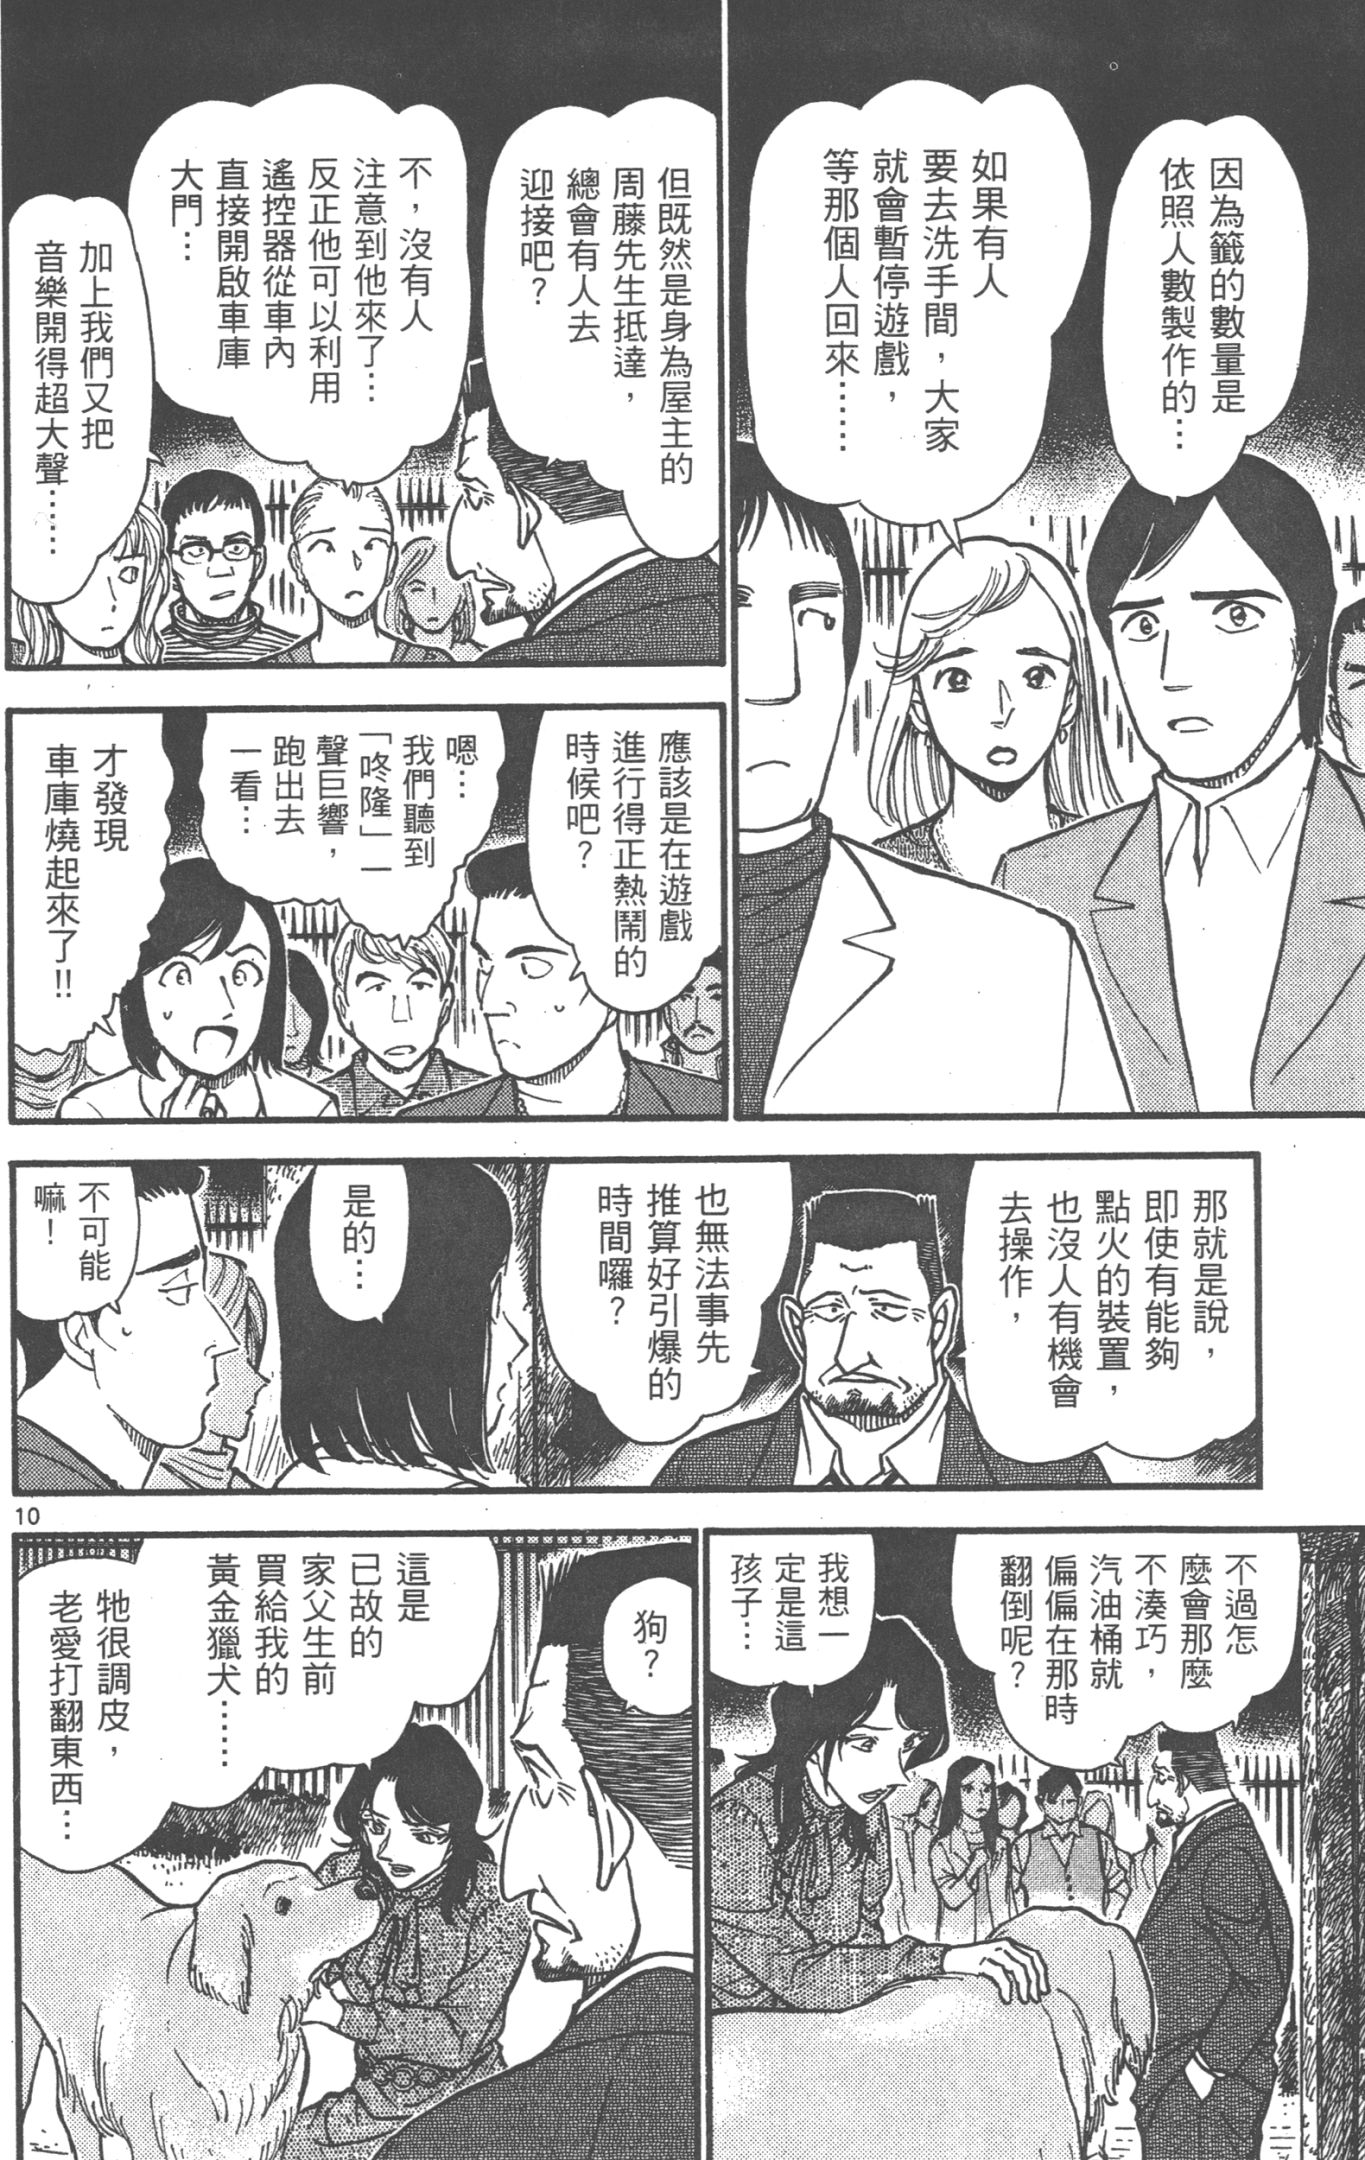 因為籤的數量是
依照人數製作的…
如果有人
要去洗手間，大家
就會暫停遊戲，
等那個人回來……
但既然是身為屋主的
周藤先生抵達，
總會有人去
迎接吧？
不，沒有人
注意到他來了…
反正他可以利用
遙控器從車內
直接開啟車庫
大門…
加上我們又把
音樂開得超大聲……
應該是在遊戲
進行得正熱鬧的
時候吧？
嗯…
我們聽到
「咚隆」一
聲巨響，
跑出去
一看…
才發現
車庫燒起來了!!
那就是說，
即使有能夠
點火的裝置，
也沒人有機會
去操作，
也無法事先
推算好引爆的
時間囉？
是的…
不可能
嘛！
10
不過怎
麼會那麼
不湊巧，
汽油桶就
偏偏在那時
翻倒呢？
我想一
定是這
孩子…
狗？
這是
已故的
家父生前
買給我的
黃金獵犬……
牠很調皮，
老愛打翻東西…